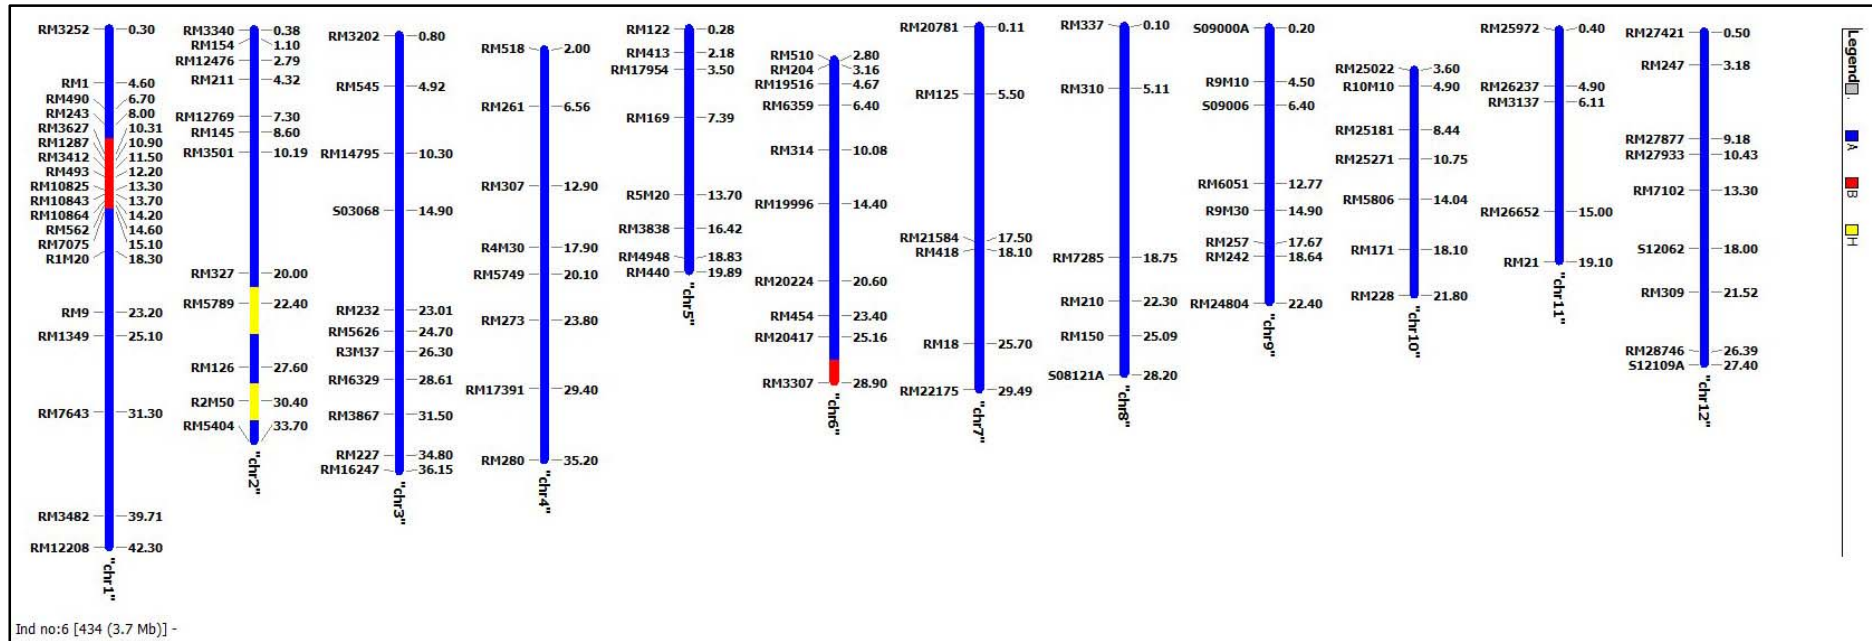 RM3252 0.30
RM1 4.60
RM490 6.70
RM243 8.00
RM3627 10.31
RM1287 10.90
RM3412 11.50
RM493 12.20
RM10825 13.30
RM10843 13.70
RM10864 14.20
RM562 14.60
RM7075 15.10
R1M20 18.30
RM9 23.20
RM1349 25.10
RM7643 31.30
RM3482 39.71
RM12208 42.30
"chr1"
RM3340 0.38
RM154 1.10
RM12476 2.79
RM211 4.32
RM12769 7.30
RM145 8.60
RM3501 10.19
RM327 20.00
RM5789 22.40
RM126 27.60
R2M50 30.40
RM5404 33.70
"chr2"
RM3202 0.80
RM545 4.92
RM14795 10.30
S03068 14.90
RM232 23.01
RM5626 24.70
R3M37 26.30
RM6329 28.61
RM3867 31.50
RM227 34.80
RM16247 36.15
"chr3"
RM518 2.00
RM261 6.56
RM307 12.90
R4M30 17.90
RM5749 20.10
RM273 23.80
RM17391 29.40
RM280 35.20
"chr4"
RM122 0.28
RM413 2.18
RM17954 3.50
RM169 7.39
R5M20 13.70
RM3838 16.42
RM4948 18.83
RM440 19.89
"chr5"
RM510 2.80
RM204 3.16
RM19516 4.67
RM6359 6.40
RM314 10.08
RM19996 14.40
RM20224 20.60
RM454 23.40
RM20417 25.16
RM3307 28.90
"chr6"
RM20781 0.11
RM125 5.50
RM21584 17.50
RM418 18.10
RM18 25.70
RM22175 29.49
"chr7"
RM337 0.10
RM310 5.11
RM7285 18.75
RM210 22.30
RM150 25.09
S08121A 28.20
"chr8"
S09000A 0.20
R9M10 4.50
S09006 6.40
RM6051 12.77
R9M30 14.90
RM257 17.67
RM242 18.64
RM24804 22.40
"chr9"
RM25022 3.60
R10M10 4.90
RM25181 8.44
RM25271 10.75
RM5806 14.04
RM171 18.10
RM228 21.80
"chr10"
RM25972 0.40
RM26237 4.90
RM3137 6.11
RM26652 15.00
RM21 19.10
"chr11"
RM27421 0.50
RM247 3.18
RM27877 9.18
RM27933 10.43
RM7102 13.30
S12062 18.00
RM309 21.52
RM28746 26.39
S12109A 27.40
"chr12"
Legend
.
A
B
H
Ind no:6 [434 (3.7 Mb)] -